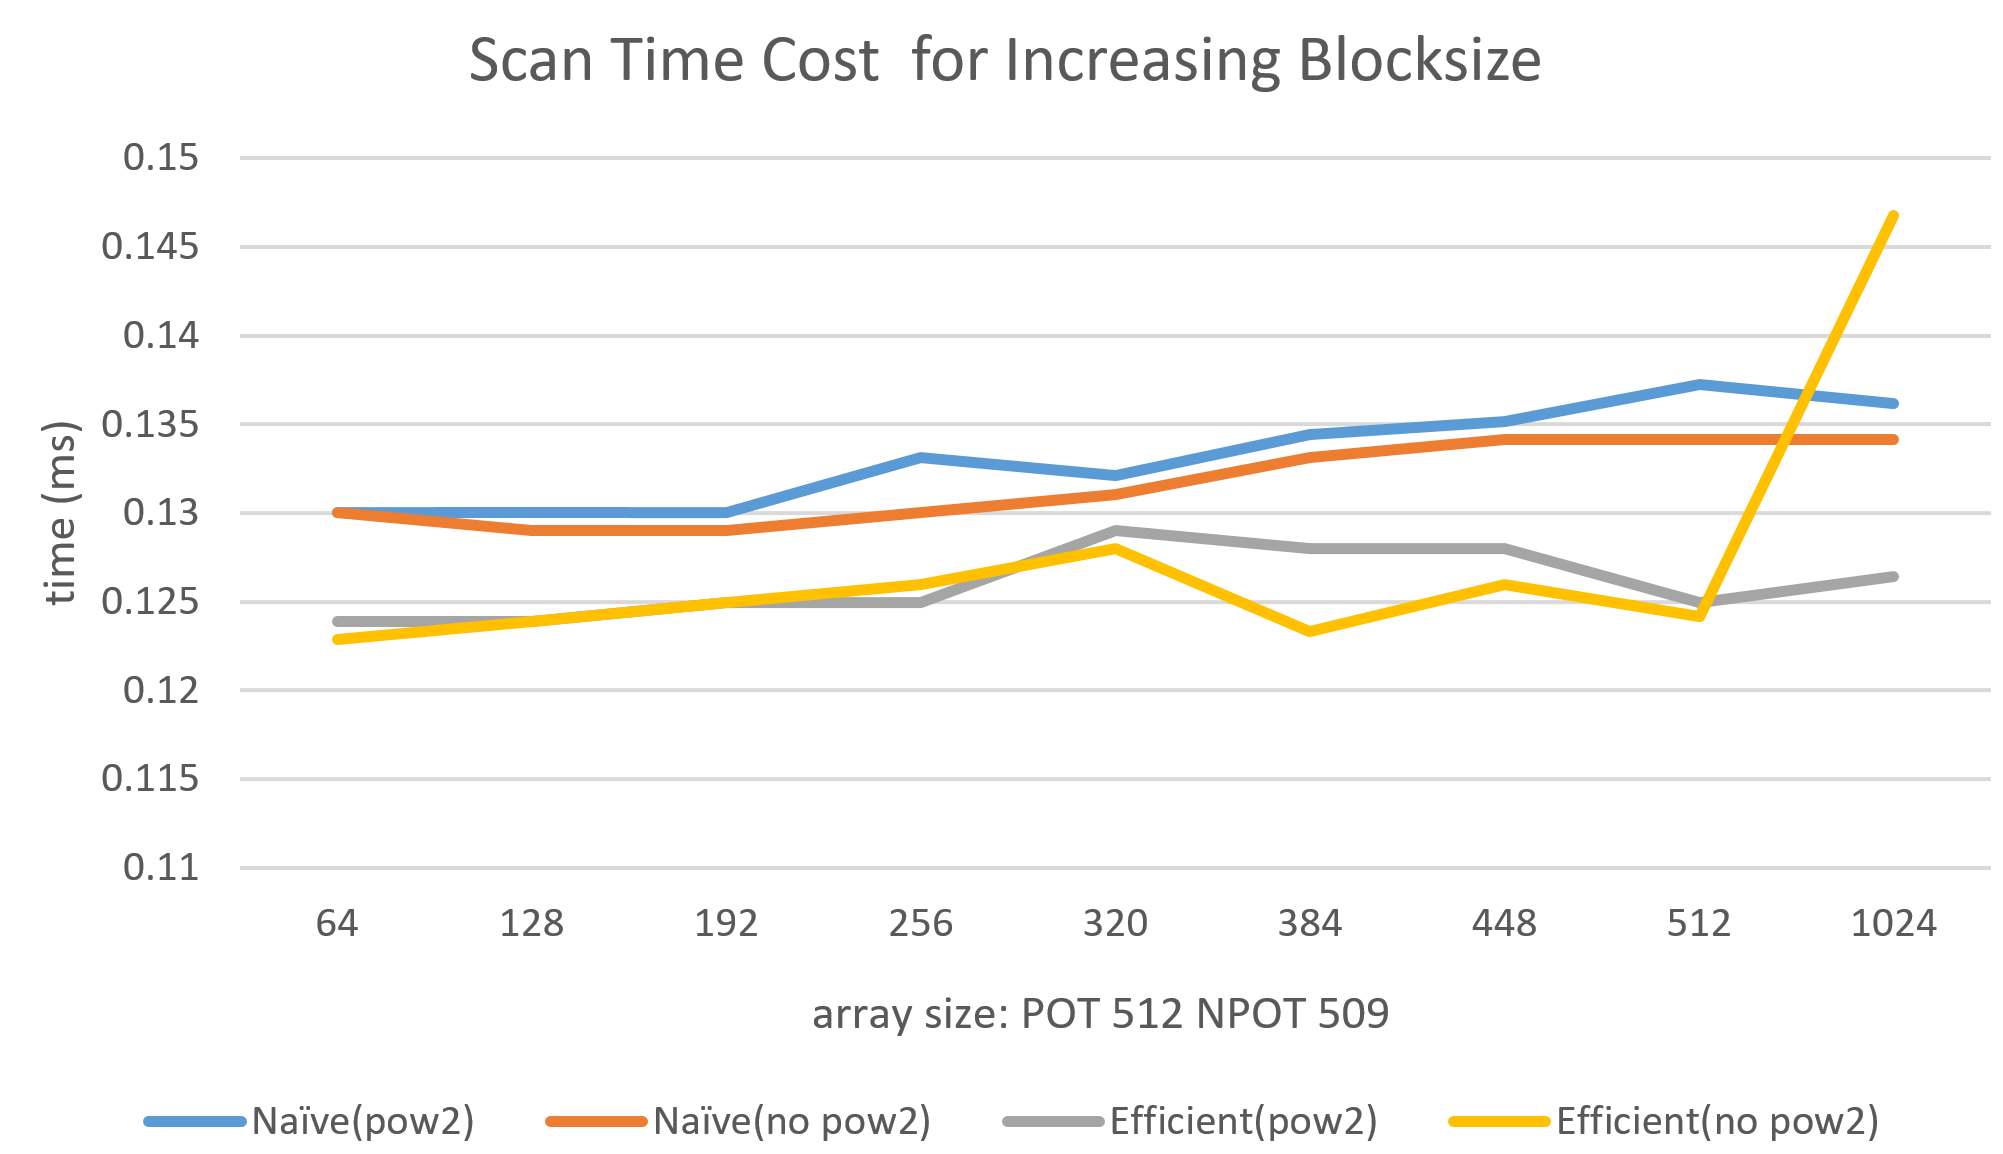 Scan Time Cost  for Increasing Blocksize
0.15
0.145
0.14
0.135
0.13
0.125
0.12
0.115
0.11
time (ms)
64 128 192 256 320 384 448 512 1024
array size: POT 512 NPOT 509
Naïve(pow2) Naïve(no pow2) Efficient(pow2) Efficient(no pow2)